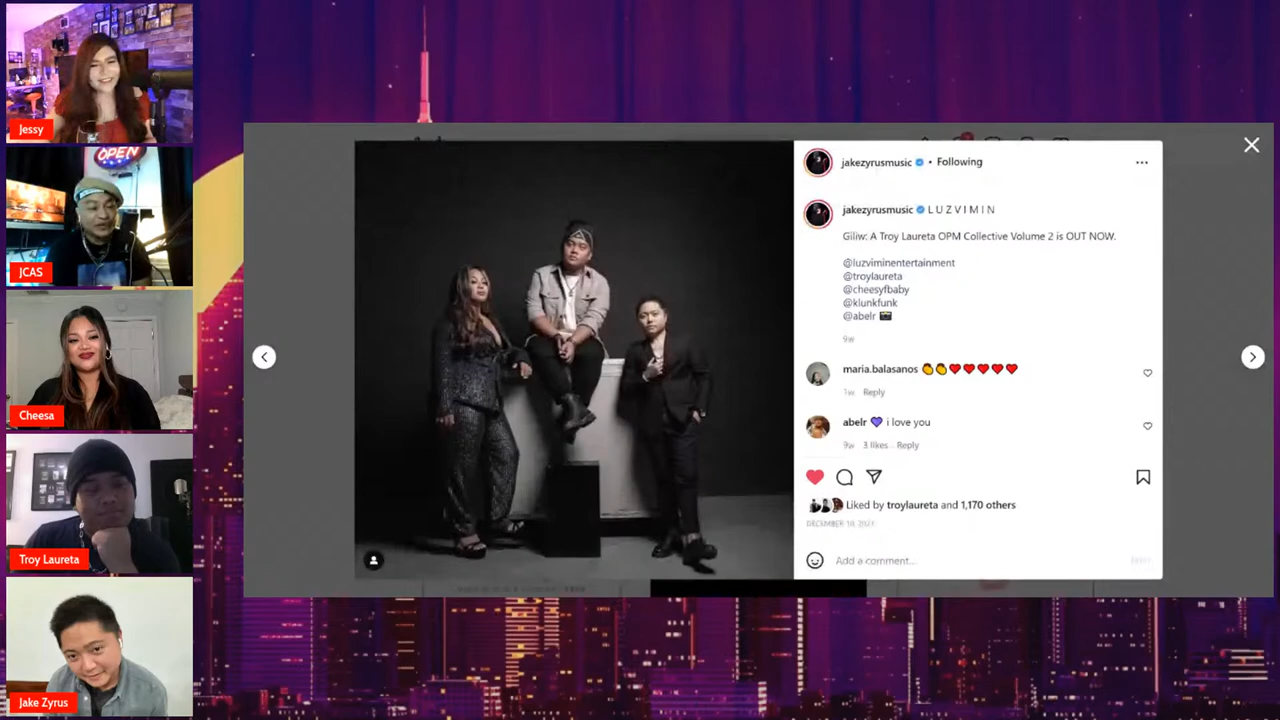 Jessy
OPEN
JCAS
Cheesa
Troy Laureta
Jake Zyrus
jakezyrusmusic • Following
jakezyrusmusic L U Z V I M I N
Giliw: A Troy Laureta OPM Collective Volume 2 is OUT NOW.
@luzviminentertainment
@troylaureta
@cheesyfbaby
@klunkfunk
@abelr 📸
9w
maria.balasanos 👏👏❤️❤️❤️❤️❤️
1w Reply
abelr 💜 i love you
9w 3 likes Reply
Liked by troylaureta and 1,170 others
DECEMBER 10, 2021
Add a comment...